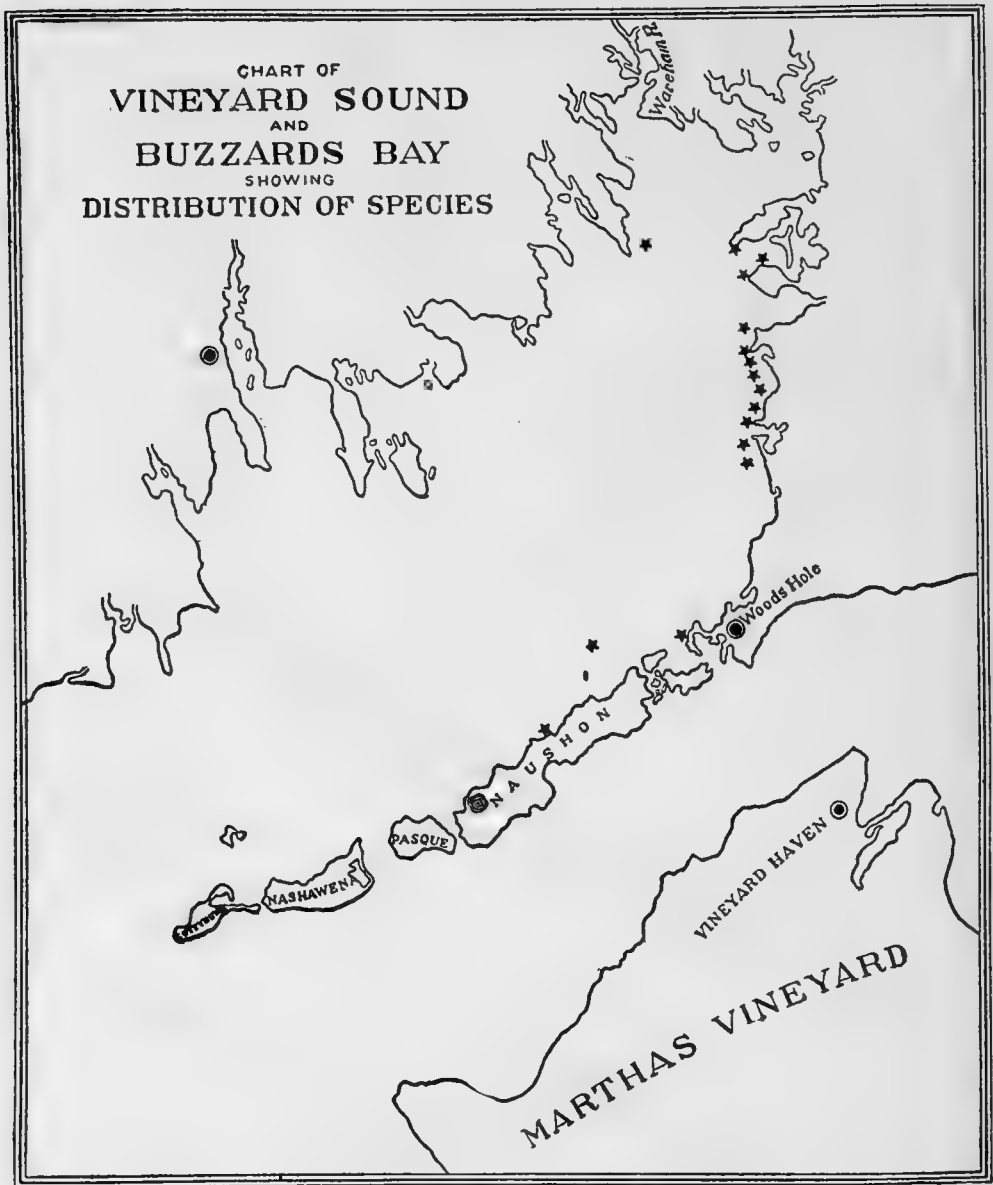 CHART OF
VINEYARD SOUND
AND
BUZZARDS BAY
SHOWING
DISTRIBUTION OF SPECIES
Wareham R.
Woods Hole
NAUSHON
PASQUE
NASHAWENA
VINEYARD HAVEN
MARTHAS VINEYARD